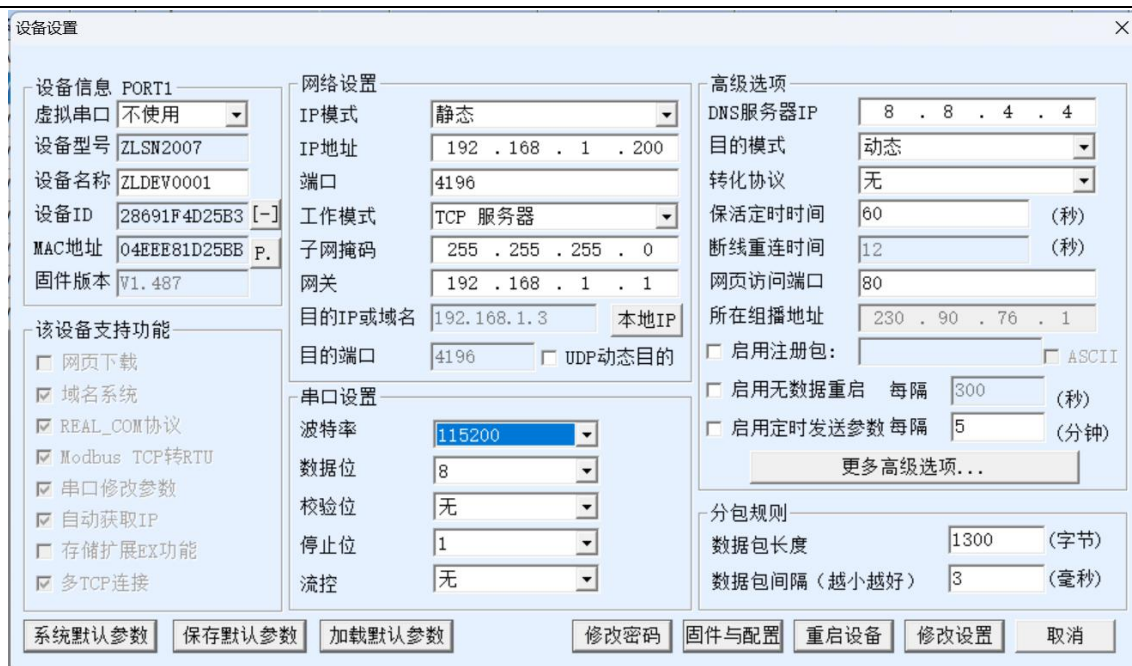 设备设置
设备信息 PORT1
虚拟串口 不使用
设备型号 ZLSN2007
设备名称 ZLDEV0001
设备ID 28691F4D25B3 [-]
MAC地址 04EEE81D25BB P.
固件版本 V1.487
该设备支持功能
网页下载
域名系统
REAL_COM协议
Modbus TCP转RTU
串口修改参数
自动获取IP
存储扩展EX功能
多TCP连接
网络设置
IP模式 静态
IP地址 192 . 168 . 1 . 200
端口 4196
工作模式 TCP 服务器
子网掩码 255 . 255 . 255 . 0
网关 192 . 168 . 1 . 1
目的IP或域名 192.168.1.3 本地IP
目的端口 4196 UDP动态目的
串口设置
波特率 115200
数据位 8
校验位 无
停止位 1
流控 无
高级选项
DNS服务器IP 8 . 8 . 4 . 4
目的模式 动态
转化协议 无
保活定时时间 60 (秒)
断线重连时间 12 (秒)
网页访问端口 80
所在组播地址 230 . 90 . 76 . 1
启用注册包: ASCII
启用无数据重启 每隔 300 (秒)
启用定时发送参数 每隔 5 (分钟)
更多高级选项...
分包规则
数据包长度 1300 (字节)
数据包间隔（越小越好） 3 (毫秒)
系统默认参数 保存默认参数 加载默认参数 修改密码 固件与配置 重启设备 修改设置 取消